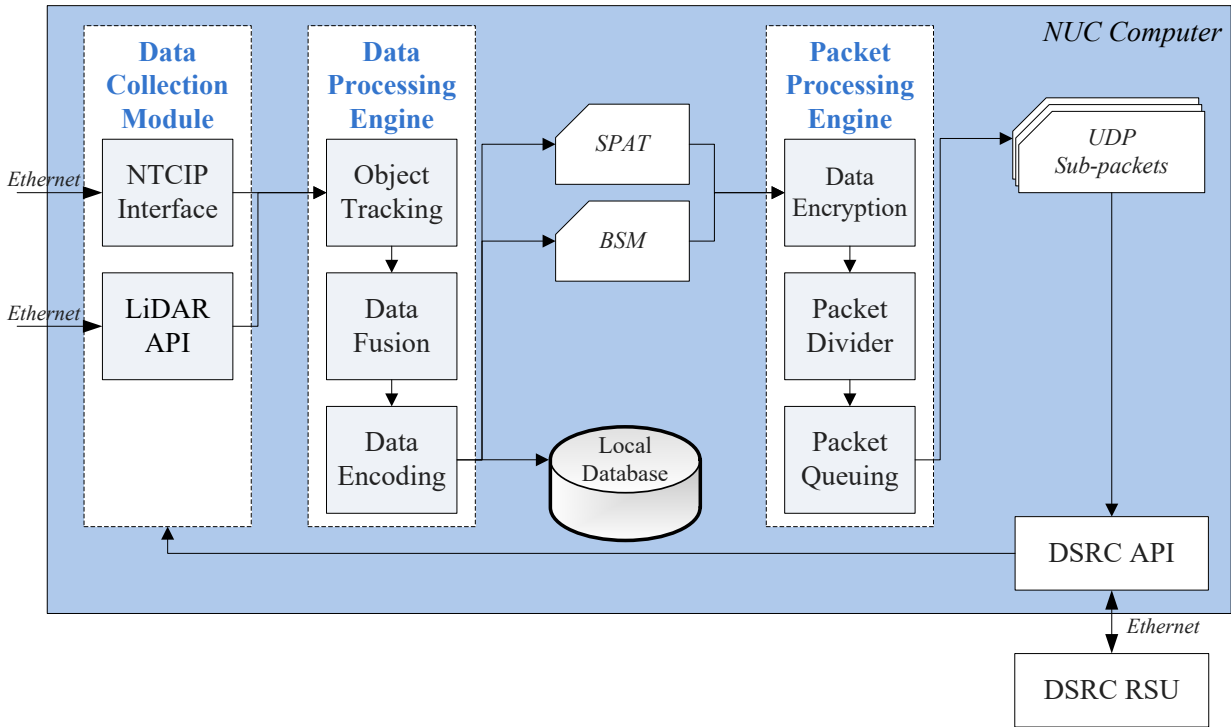 NUC Computer
Data
Collection
Module
Data
Processing
Engine
Packet
Processing
Engine
Ethernet
NTCIP
Interface
Ethernet
LiDAR
API
Object
Tracking
Data
Fusion
Data
Encoding
SPAT
BSM
Local
Database
Data
Encryption
Packet
Divider
Packet
Queuing
UDP
Sub-packets
DSRC API
Ethernet
DSRC RSU